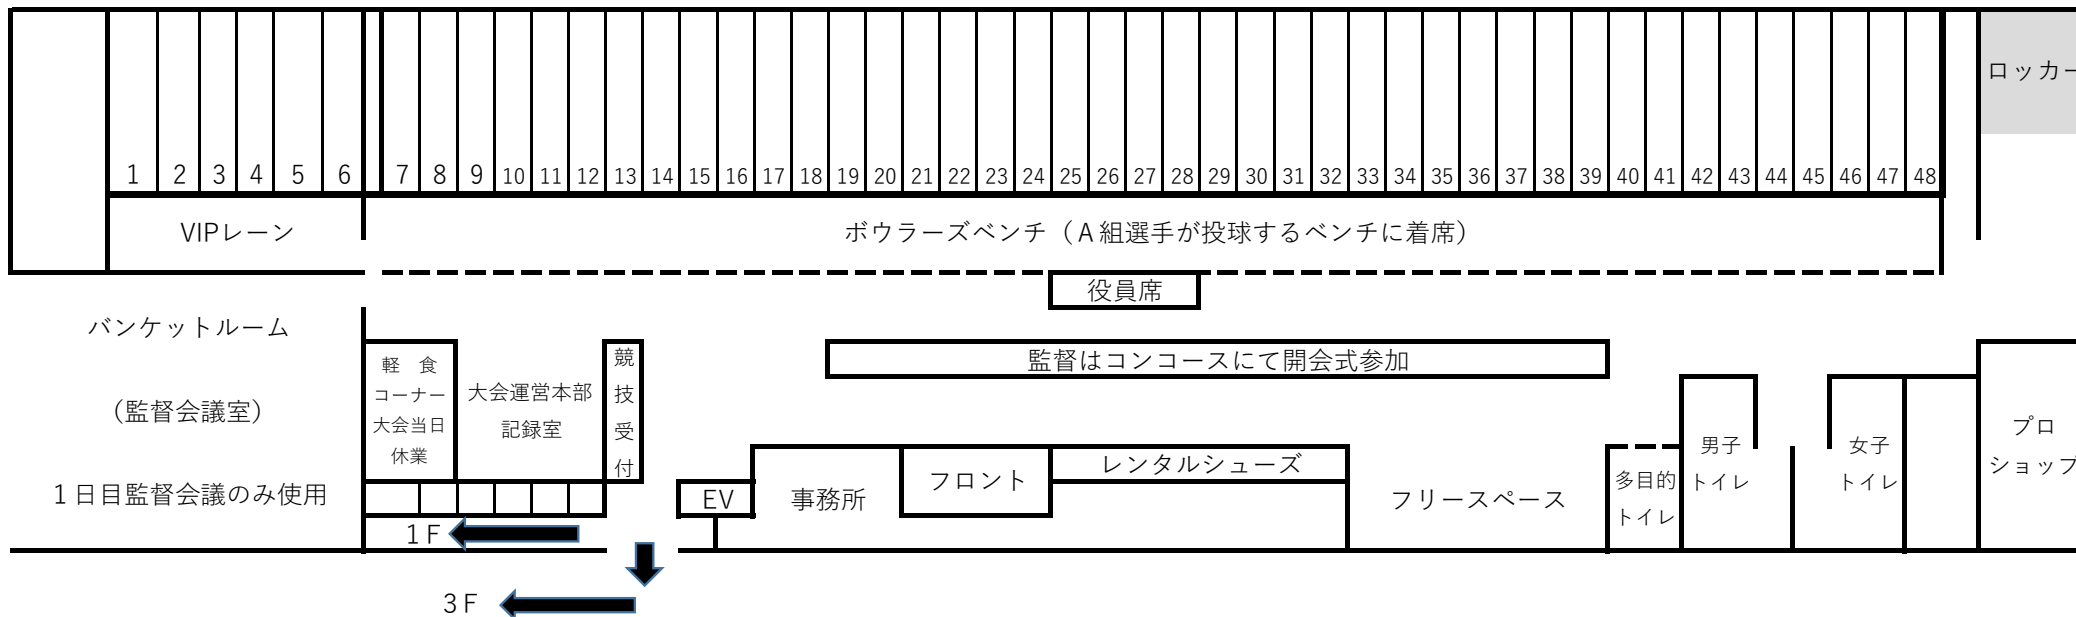 ロッカー
1 2 3 4 5 6 7 8 9 10 11 12 13 14 15 16 17 18 19 20 21 22 23 24 25 26 27 28 29 30 31 32 33 34 35 36 37 38 39 40 41 42 43 44 45 46 47 48
VIPレーン
ボウラーズベンチ（A組選手が投球するベンチに着席）
役員席
バンケットルーム
（監督会議室）
1日目監督会議のみ使用
軽　食
コーナー
大会当日
休業
大会運営本部
記録室
競
技
受
付
監督はコンコースにて開会式参加
EV
事務所
フロント
レンタルシューズ
フリースペース
多目的
トイレ
男子
トイレ
女子
トイレ
プロ
ショップ
1F
3F